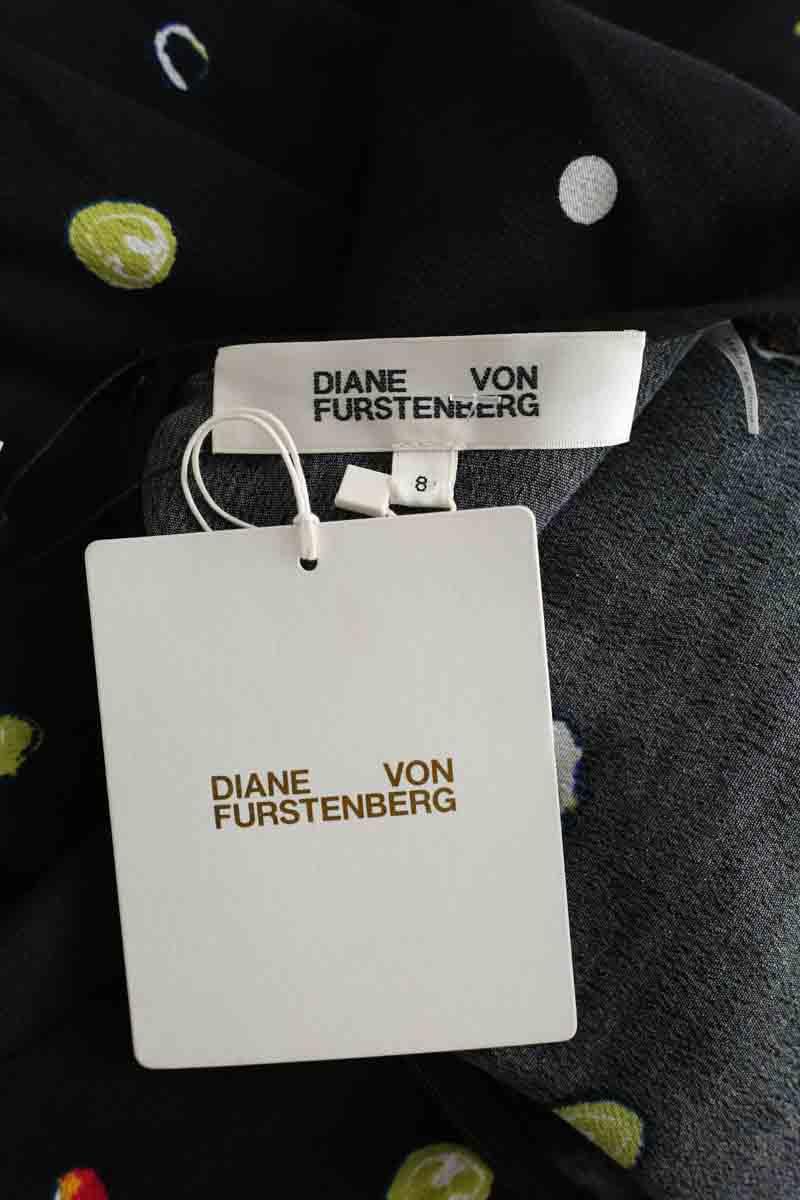 DIANE VON
FURSTENBERG
8
DIANE VON
FURSTENBERG